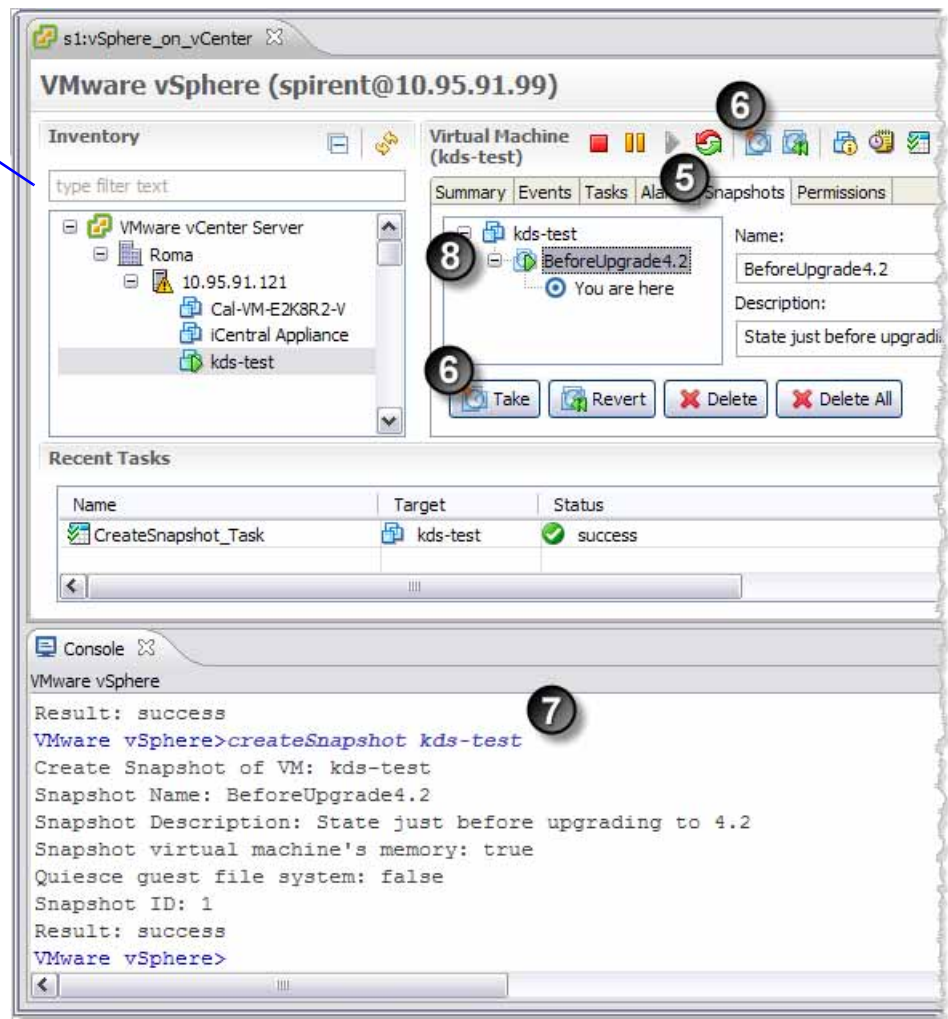 s1:vSphere_on_vCenter
VMware vSphere (spirent@10.95.91.99)
6
Inventory
type filter text
VMware vCenter Server
Roma
10.95.91.121
Cal-VM-E2K8R2-V
iCentral Appliance
kds-test
Virtual Machine
(kds-test)
5
Summary Events Tasks Snapshots Permissions
kds-test
8
BeforeUpgrade4.2
You are here
Name:
BeforeUpgrade4.2
Description:
State just before upgradi
6
Take Revert Delete Delete All
Recent Tasks
Name Target Status
CreateSnapshot_Task kds-test success
Console
VMware vSphere
7
Result: success
VMware vSphere>createSnapshot kds-test
Create Snapshot of VM: kds-test
Snapshot Name: BeforeUpgrade4.2
Snapshot Description: State just before upgrading to 4.2
Snapshot virtual machine's memory: true
Quiesce guest file system: false
Snapshot ID: 1
Result: success
VMware vSphere>